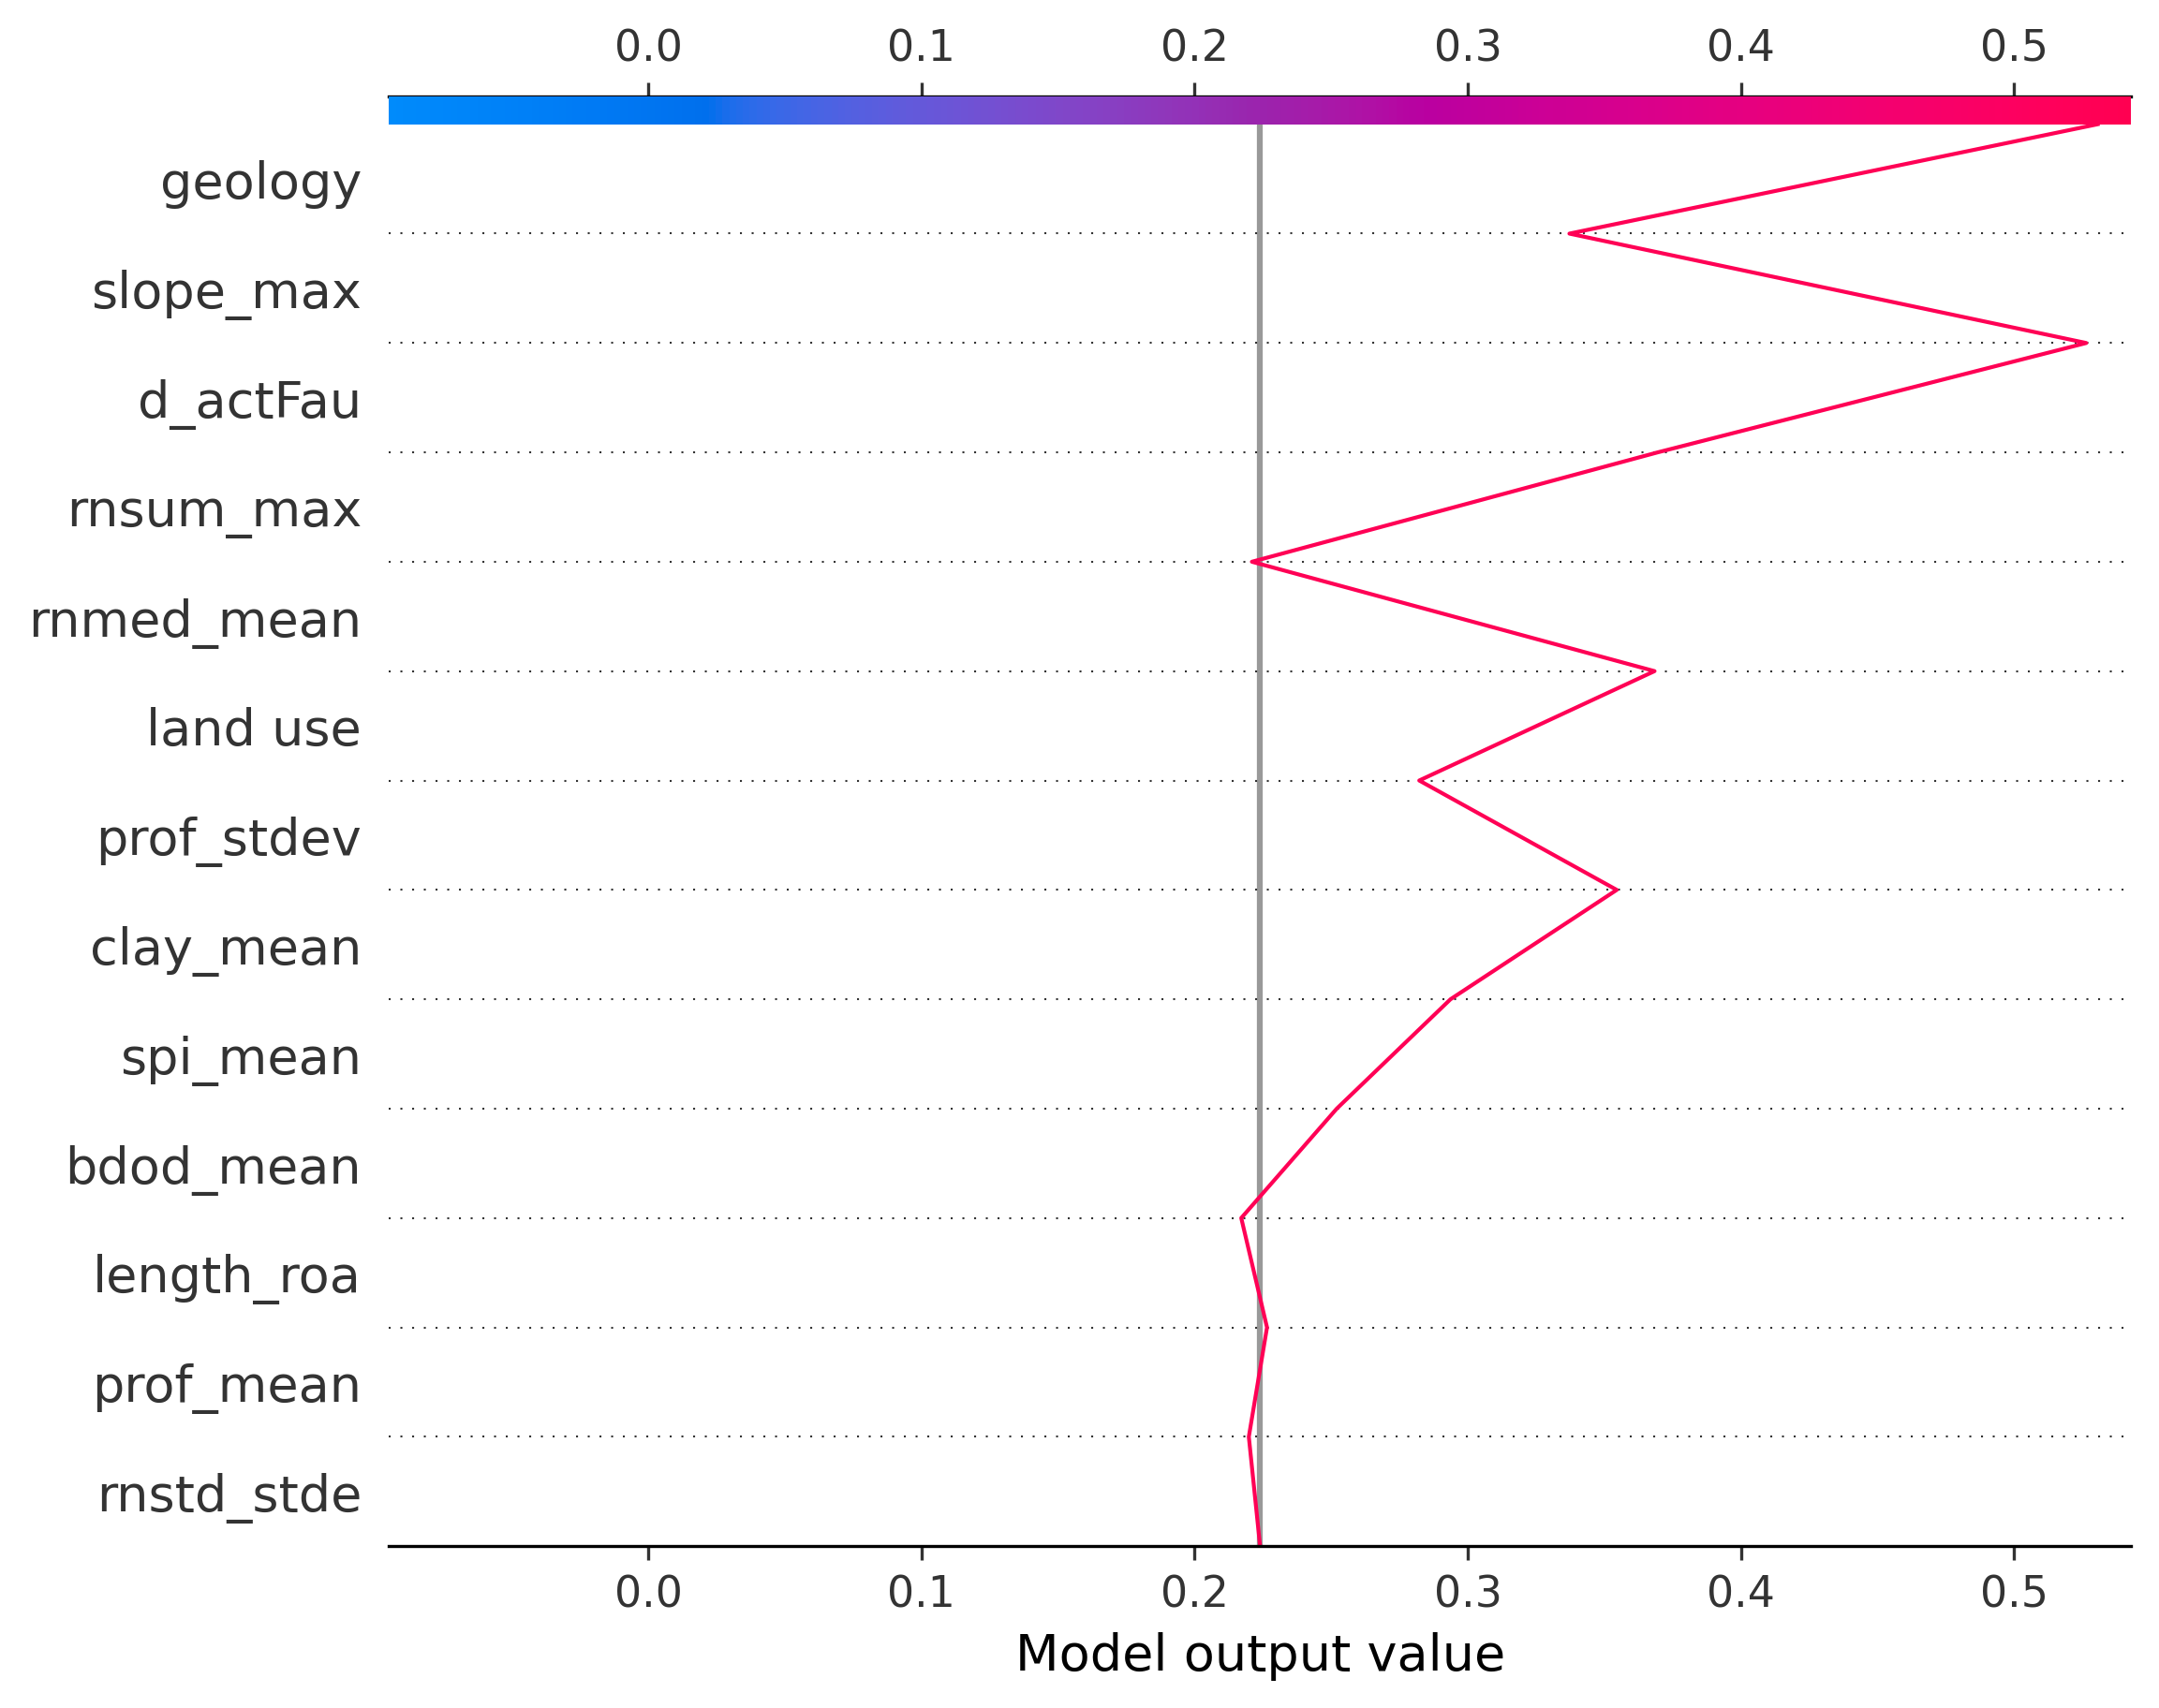 0.0 0.1 0.2 0.3 0.4 0.5
geology
slope_max
d_actFau
rnsum_max
rnmed_mean
land use
prof_stdev
clay_mean
spi_mean
bdod_mean
length_roa
prof_mean
rnstd_stde
0.0 0.1 0.2 0.3 0.4 0.5
Model output value